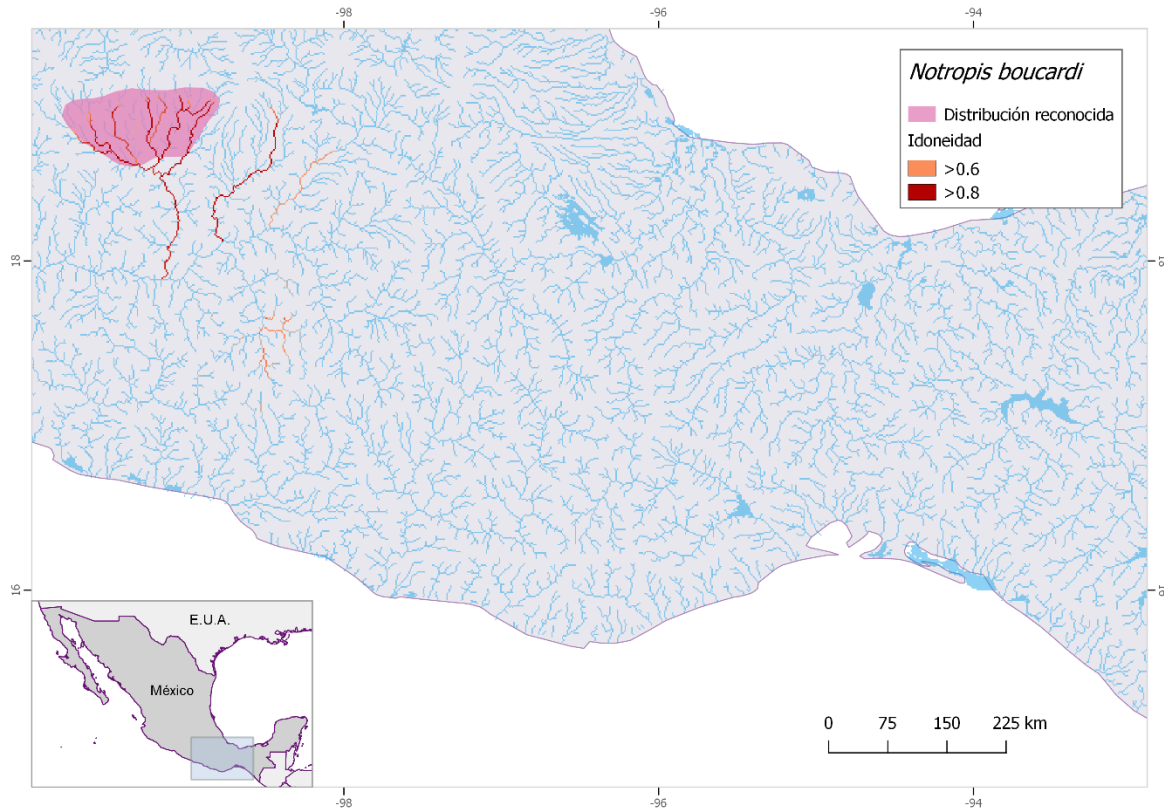 -98
-96
-94
Notropis boucardi
Distribución reconocida
Idoneidad
>0.6
>0.8
18
16
E.U.A.
México
0 75 150 225 km
-98
-96
-94